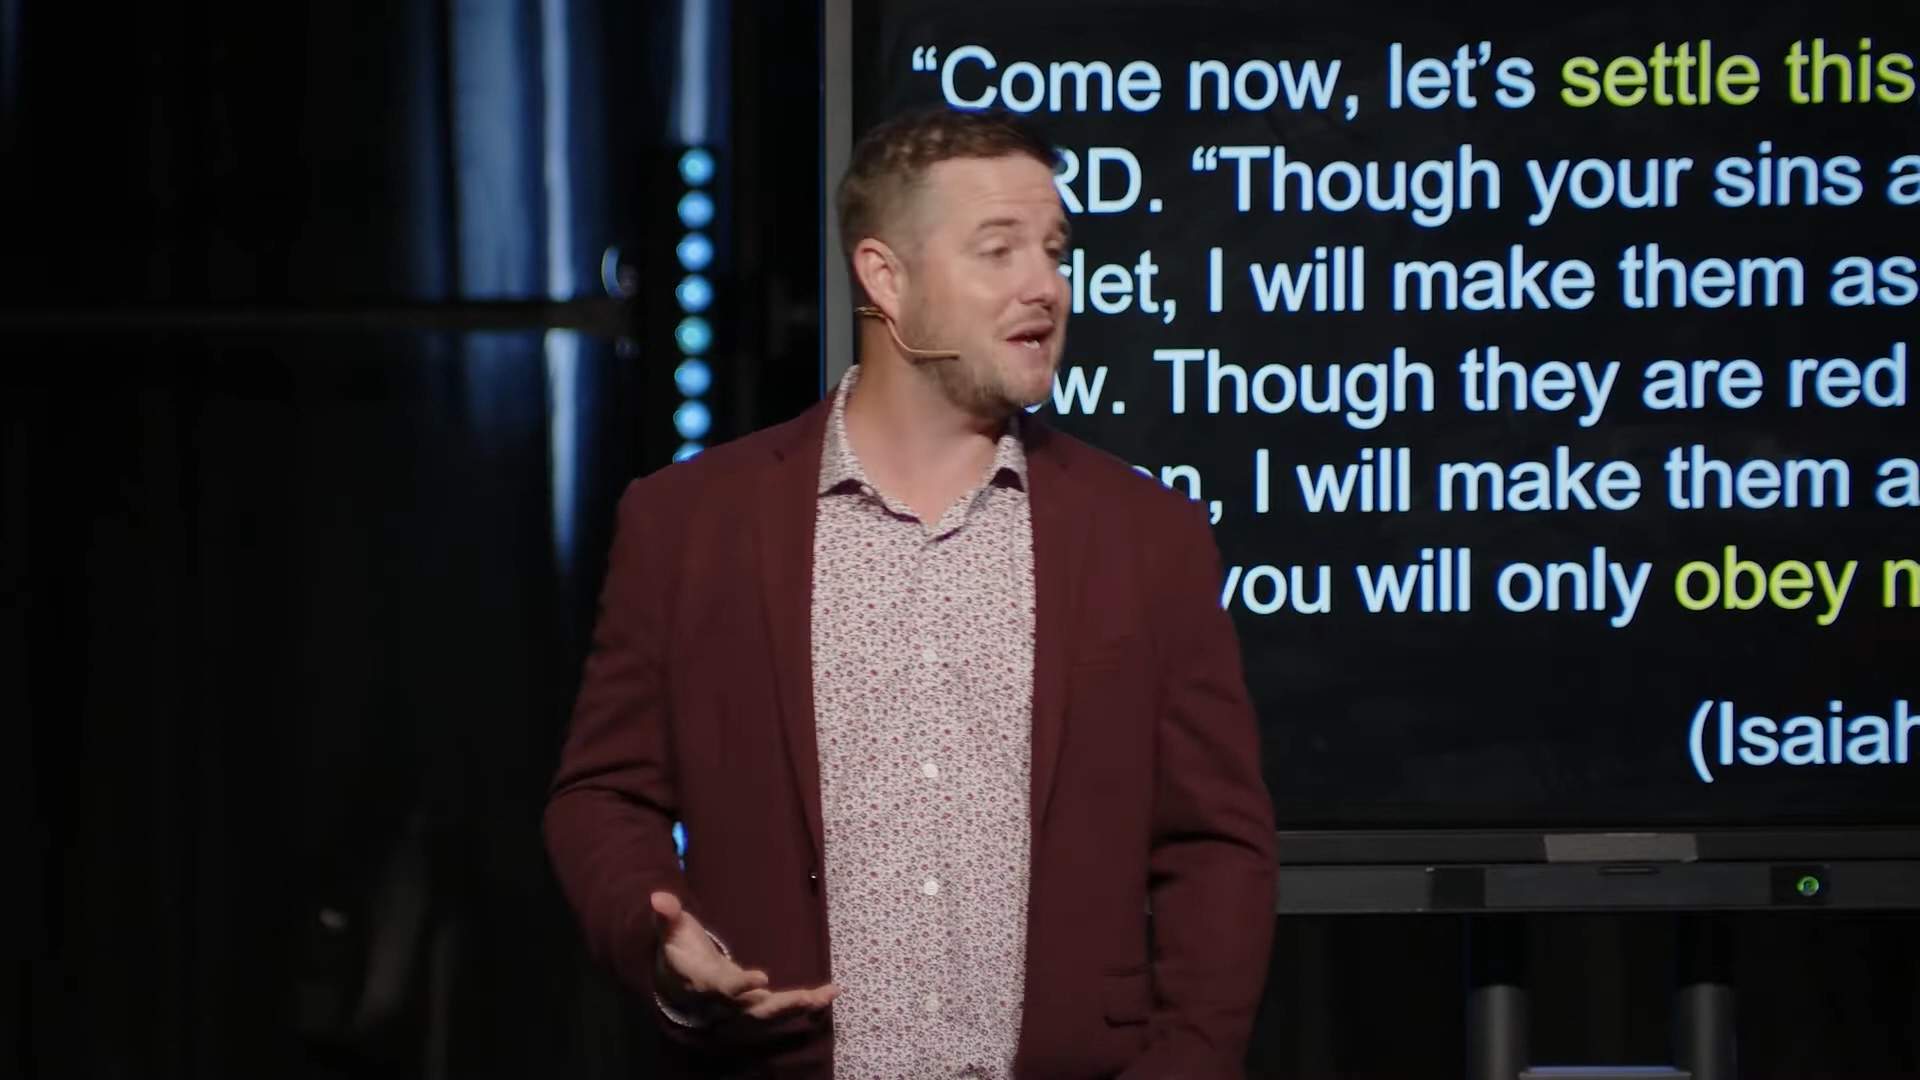 “Come now, let’s settle this
RD. “Though your sins a
rlet, I will make them as
w. Though they are red
n, I will make them a
you will only obey m
(Isaiah